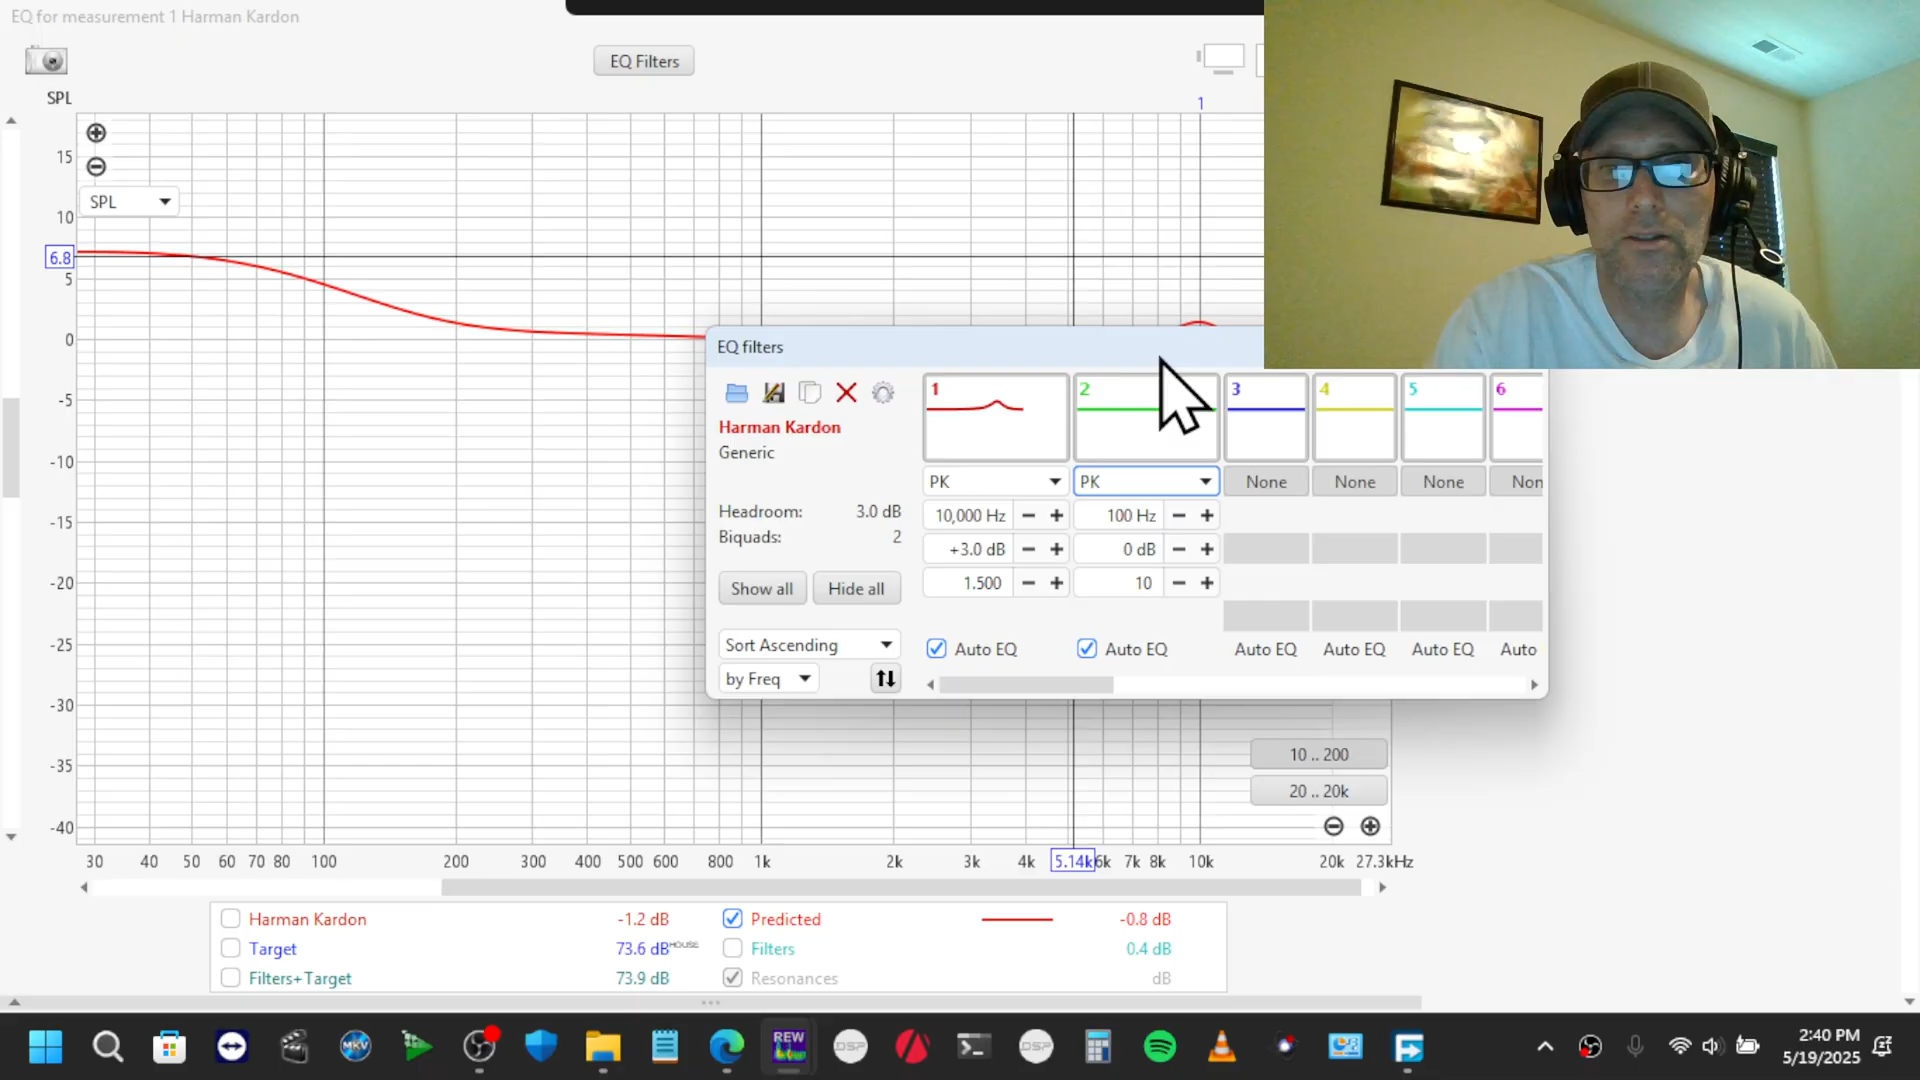 EQ for measurement 1 Harman Kardon
EQ Filters
SPL
1
15
SPL
10
6.8
5
0
-5
-10
-15
-20
-25
-30
-35
-40
EQ filters
1 2 3 4 5 6
Harman Kardon
Generic
PK PK None None None Non
Headroom: 3.0 dB
10,000 Hz 100 Hz
Biquads: 2
+3.0 dB 0 dB
Show all Hide all
1.500 10
Sort Ascending
Auto EQ Auto EQ Auto EQ Auto EQ Auto EQ Auto
by Freq
10 .. 200
20 .. 20k
30 40 50 60 70 80 100 200 300 400 500 600 800 1k 2k 3k 4k 5.14k 6k 7k 8k 10k 20k 27.3kHz
Harman Kardon -1.2 dB Predicted -0.8 dB
Target 73.6 dB HOUSE Filters 0.4 dB
Filters+Target 73.9 dB Resonances dB
MKV
REW
DSP
DSP
2:40 PM
5/19/2025